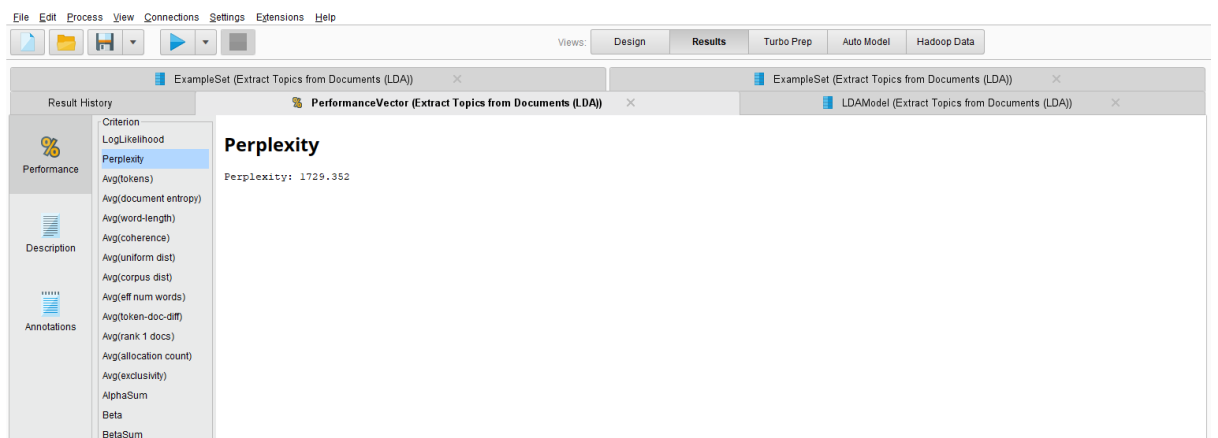 File Edit Process View Connections Settings Extensions Help
Views: Design Results Turbo Prep Auto Model Hadoop Data
ExampleSet (Extract Topics from Documents (LDA)) ExampleSet (Extract Topics from Documents (LDA))
Result History PerformanceVector (Extract Topics from Documents (LDA)) LDAModel (Extract Topics from Documents (LDA))
%
Performance
Description
Annotations
Criterion
LogLikelihood
Perplexity
Avg(tokens)
Avg(document entropy)
Avg(word-length)
Avg(coherence)
Avg(uniform dist)
Avg(corpus dist)
Avg(eff num words)
Avg(token-doc-diff)
Avg(rank 1 docs)
Avg(allocation count)
Avg(exclusivity)
AlphaSum
Beta
BetaSum
Perplexity
Perplexity: 1729.352